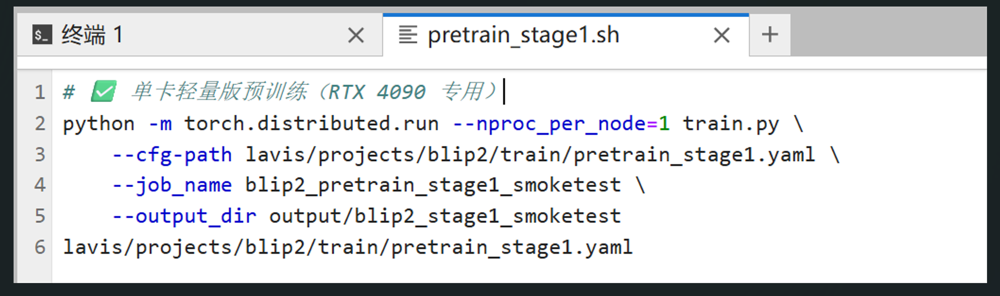 终端 1
pretrain_stage1.sh
1 # ✅ 单卡轻量版预训练（RTX 4090 专用）
2 python -m torch.distributed.run --nproc_per_node=1 train.py \
3     --cfg-path lavis/projects/blip2/train/pretrain_stage1.yaml \
4     --job_name blip2_pretrain_stage1_smoketest \
5     --output_dir output/blip2_stage1_smoketest
6 lavis/projects/blip2/train/pretrain_stage1.yaml